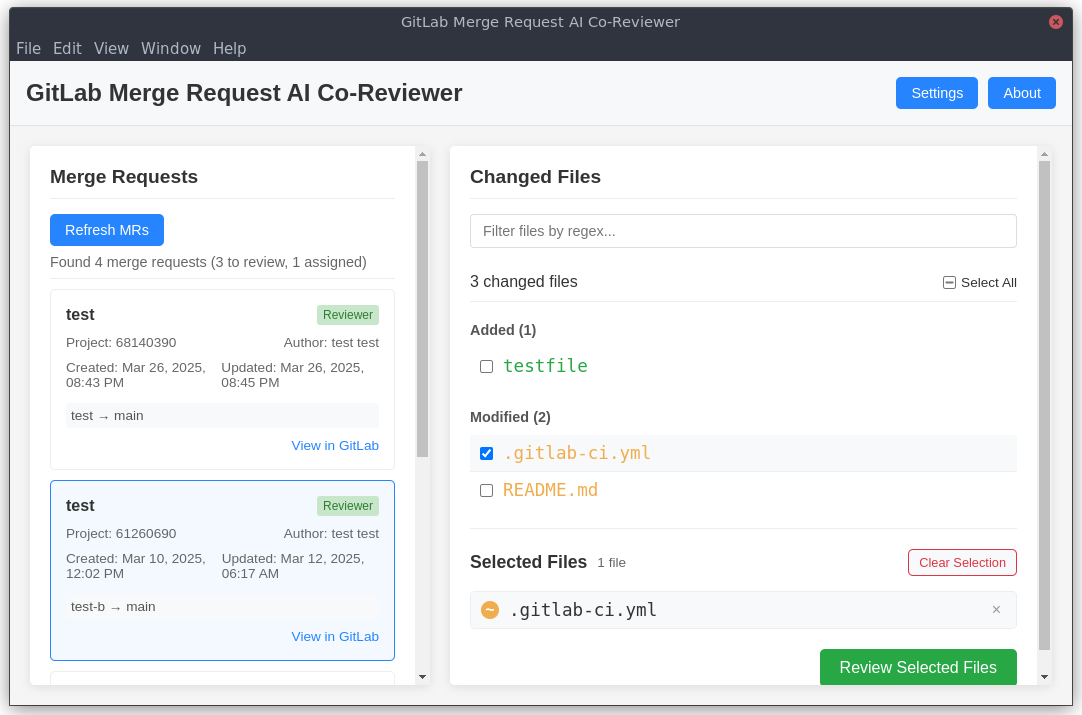 GitLab Merge Request AI Co-Reviewer
File Edit View Window Help
GitLab Merge Request AI Co-Reviewer
Settings
About
Merge Requests
Refresh MRs
Found 4 merge requests (3 to review, 1 assigned)
test
Reviewer
Project: 68140390
Author: test test
Created: Mar 26, 2025,
08:43 PM
Updated: Mar 26, 2025,
08:45 PM
test → main
View in GitLab
test
Reviewer
Project: 61260690
Author: test test
Created: Mar 10, 2025,
12:02 PM
Updated: Mar 12, 2025,
06:17 AM
test-b → main
View in GitLab
Changed Files
Filter files by regex...
3 changed files
Select All
Added (1)
testfile
Modified (2)
.gitlab-ci.yml
README.md
Selected Files 1 file
Clear Selection
~ .gitlab-ci.yml ×
Review Selected Files